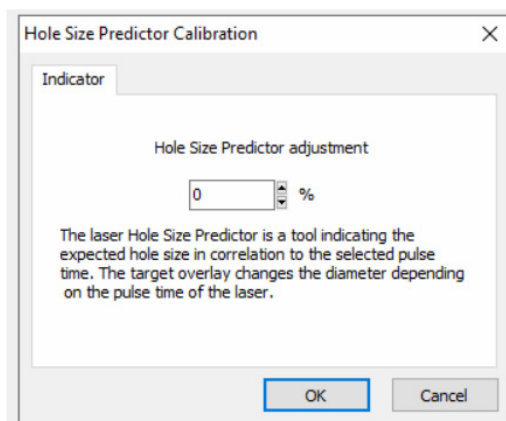 Hole Size Predictor Calibration
Indicator
Hole Size Predictor adjustment
0 %
The laser Hole Size Predictor is a tool indicating the
expected hole size in correlation to the selected pulse
time. The target overlay changes the diameter depending
on the pulse time of the laser.
OK Cancel